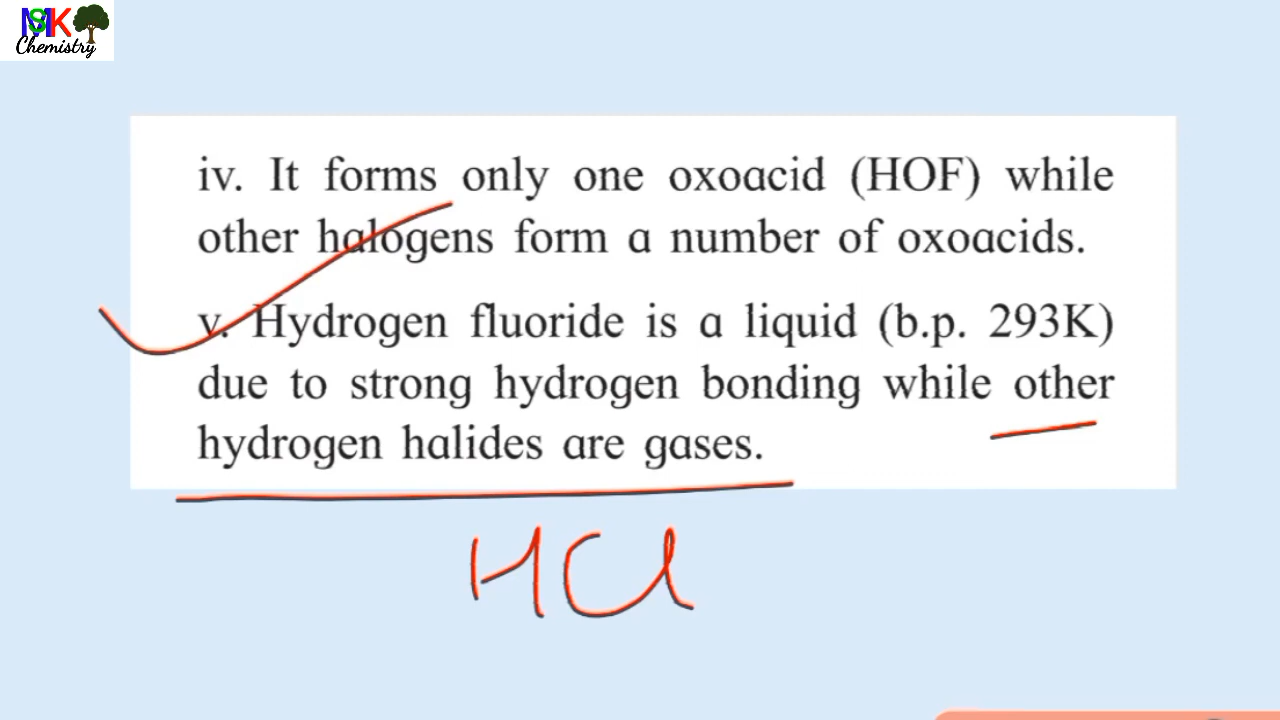 MSK
Chemistry
iv. It forms only one oxoacid (HOF) while
other halogens form a number of oxoacids.
v. Hydrogen fluoride is a liquid (b.p. 293K)
due to strong hydrogen bonding while other
hydrogen halides are gases.
HCl